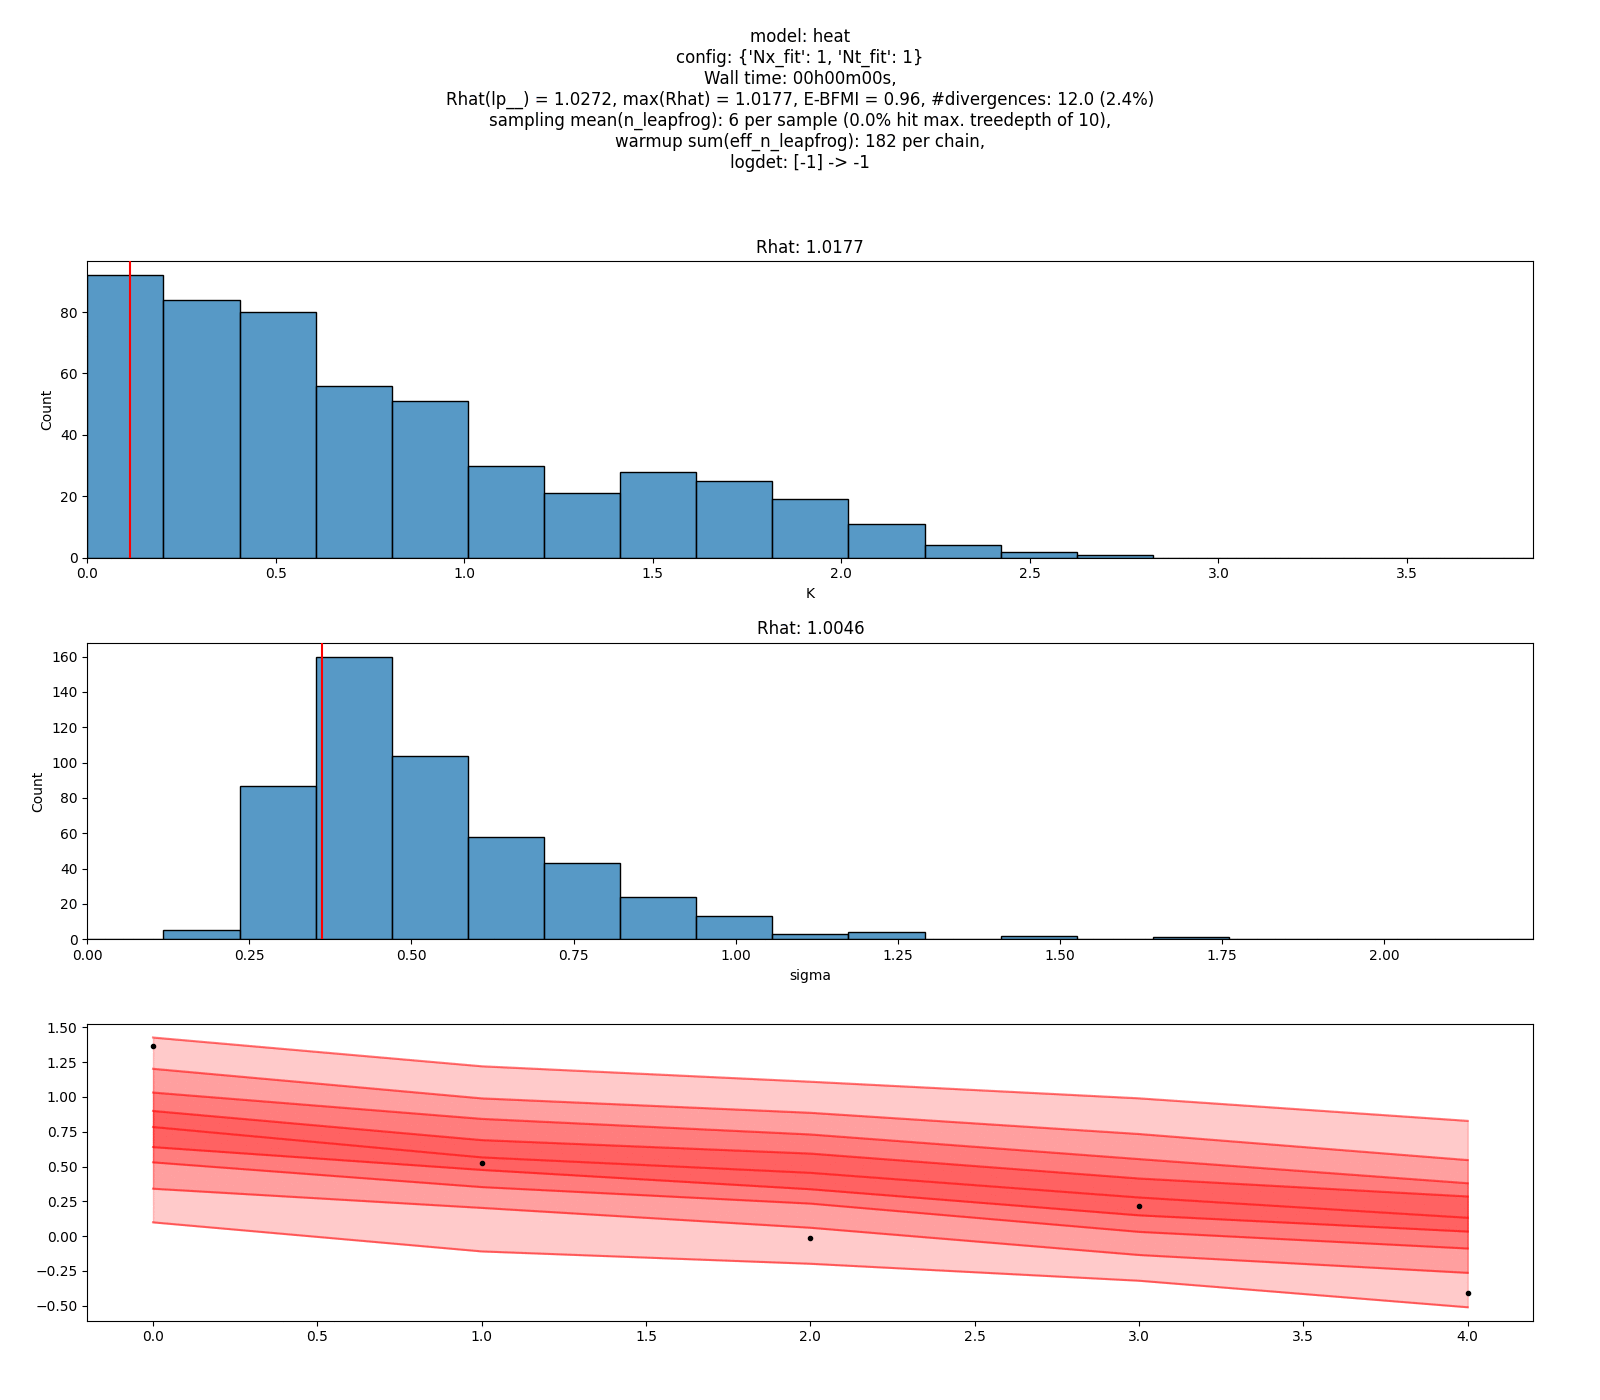 model: heat
config: {'Nx_fit': 1, 'Nt_fit': 1}
Wall time: 00h00m00s,
Rhat(lp__) = 1.0272, max(Rhat) = 1.0177, E-BFMI = 0.96, #divergences: 12.0 (2.4%)
sampling mean(n_leapfrog): 6 per sample (0.0% hit max. treedepth of 10),
warmup sum(eff_n_leapfrog): 182 per chain,
logdet: [-1] -> -1
Rhat: 1.0177
80
60
40
20
0
Count
0.0 0.5 1.0 1.5 2.0 2.5 3.0 3.5
K
Rhat: 1.0046
160
140
120
100
80
60
40
20
0
Count
0.00 0.25 0.50 0.75 1.00 1.25 1.50 1.75 2.00
sigma
1.50
1.25
1.00
0.75
0.50
0.25
0.00
−0.25
−0.50
0.0 0.5 1.0 1.5 2.0 2.5 3.0 3.5 4.0